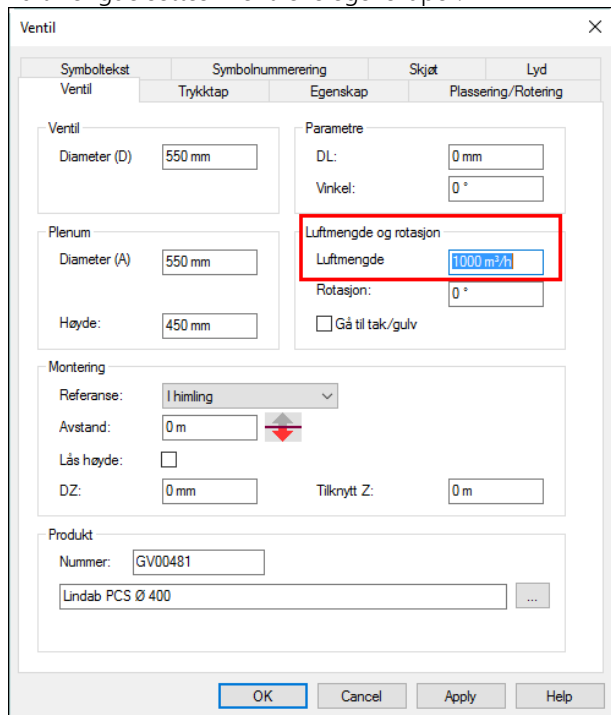 Ventil
Symboltekst Symbolnummerering Skjøt Lyd
Ventil Trykktap Egenskap Plassering/Rotering
Ventil
Diameter (D) 550 mm
Parametre
DL: 0 mm
Vinkel: 0 °
Plenum
Diameter (A) 550 mm
Høyde: 450 mm
Luftmengde og rotasjon
Luftmengde 1000 m³/h
Rotasjon: 0 °
Gå til tak/gulv
Montering
Referanse: I himling
Avstand: 0 m
Lås høyde:
DZ: 0 mm Tilknytt Z: 0 m
Produkt
Nummer: GV00481
Lindab PCS Ø 400 ...
OK Cancel Apply Help